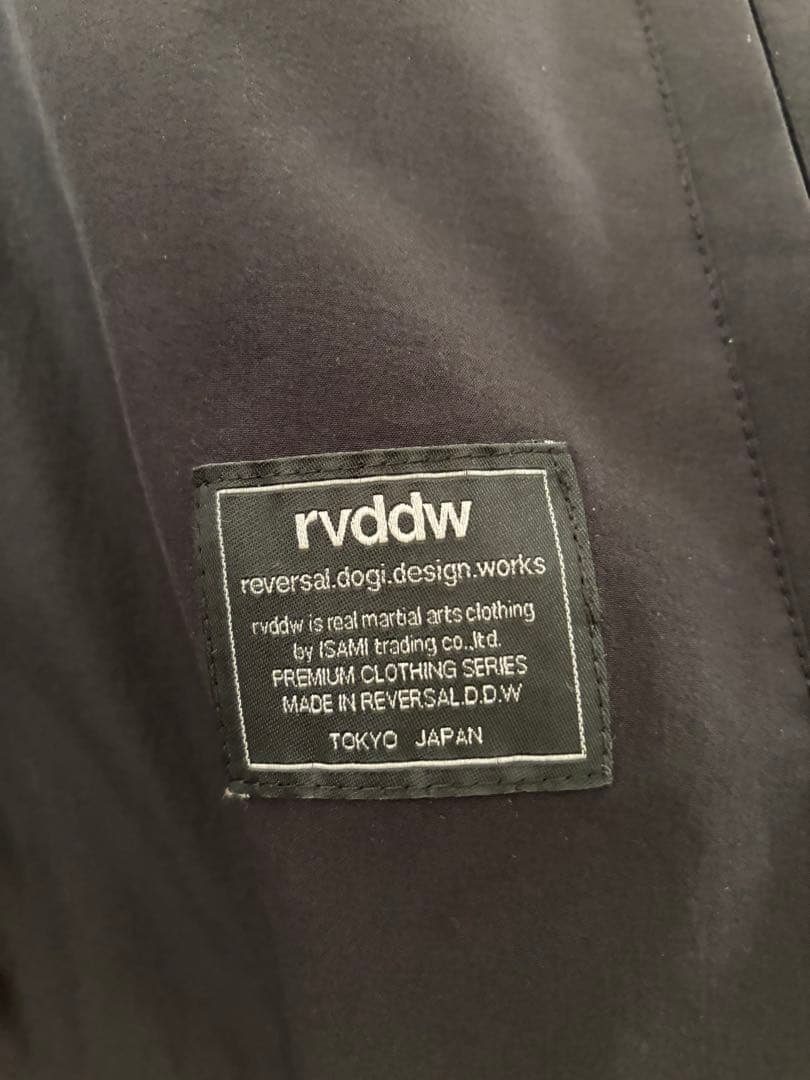 rvddw
reversal.dogi.design.works
rvddw is real martial arts clothing
by ISAMI trading co.,ltd.
PREMIUM CLOTHING SERIES
MADE IN REVERSAL.D.D.W
TOKYO JAPAN